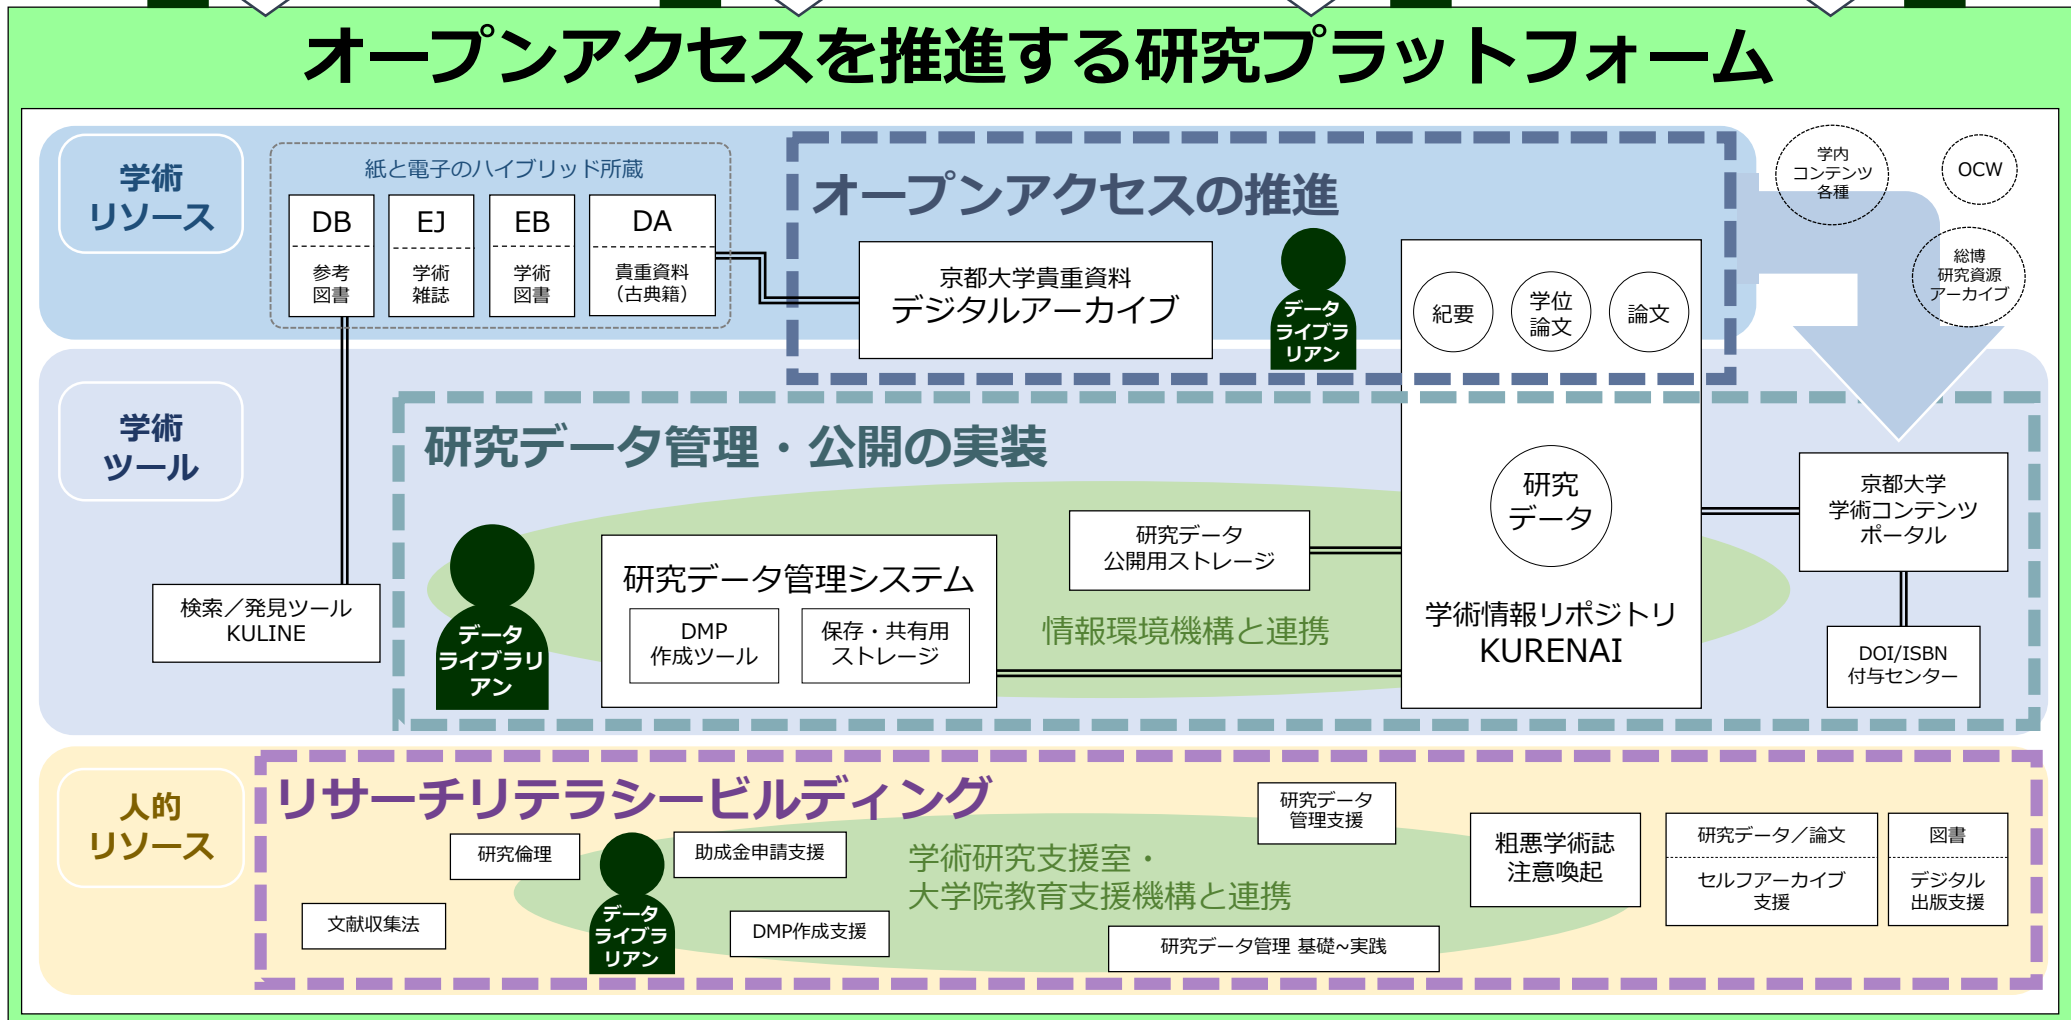 オープンアクセスを推進する研究プラットフォーム
学術
リソース
紙と電子のハイブリッド所蔵
DB
参考
図書
EJ
学術
雑誌
EB
学術
図書
DA
貴重資料
(古典籍)
オープンアクセスの推進
京都大学貴重資料
デジタルアーカイブ
データ
ライブラ
リアン
紀要
学位
論文
論文
学内
コンテンツ
各種
OCW
総博
研究資源
アーカイブ
学術
ツール
研究データ管理・公開の実装
検索／発見ツール
KULINE
データ
ライブラリ
アン
研究データ管理システム
DMP
作成ツール
保存・共有用
ストレージ
研究データ
公開用ストレージ
情報環境機構と連携
研究
データ
学術情報リポジトリ
KURENAI
京都大学
学術コンテンツ
ポータル
DOI/ISBN
付与センター
人的
リソース
リサーチリテラシービルディング
文献収集法
研究倫理
データ
ライブラ
リアン
助成金申請支援
DMP作成支援
学術研究支援室・
大学院教育支援機構と連携
研究データ
管理支援
研究データ管理 基礎~実践
粗悪学術誌
注意喚起
研究データ／論文
セルフアーカイブ
支援
図書
デジタル
出版支援